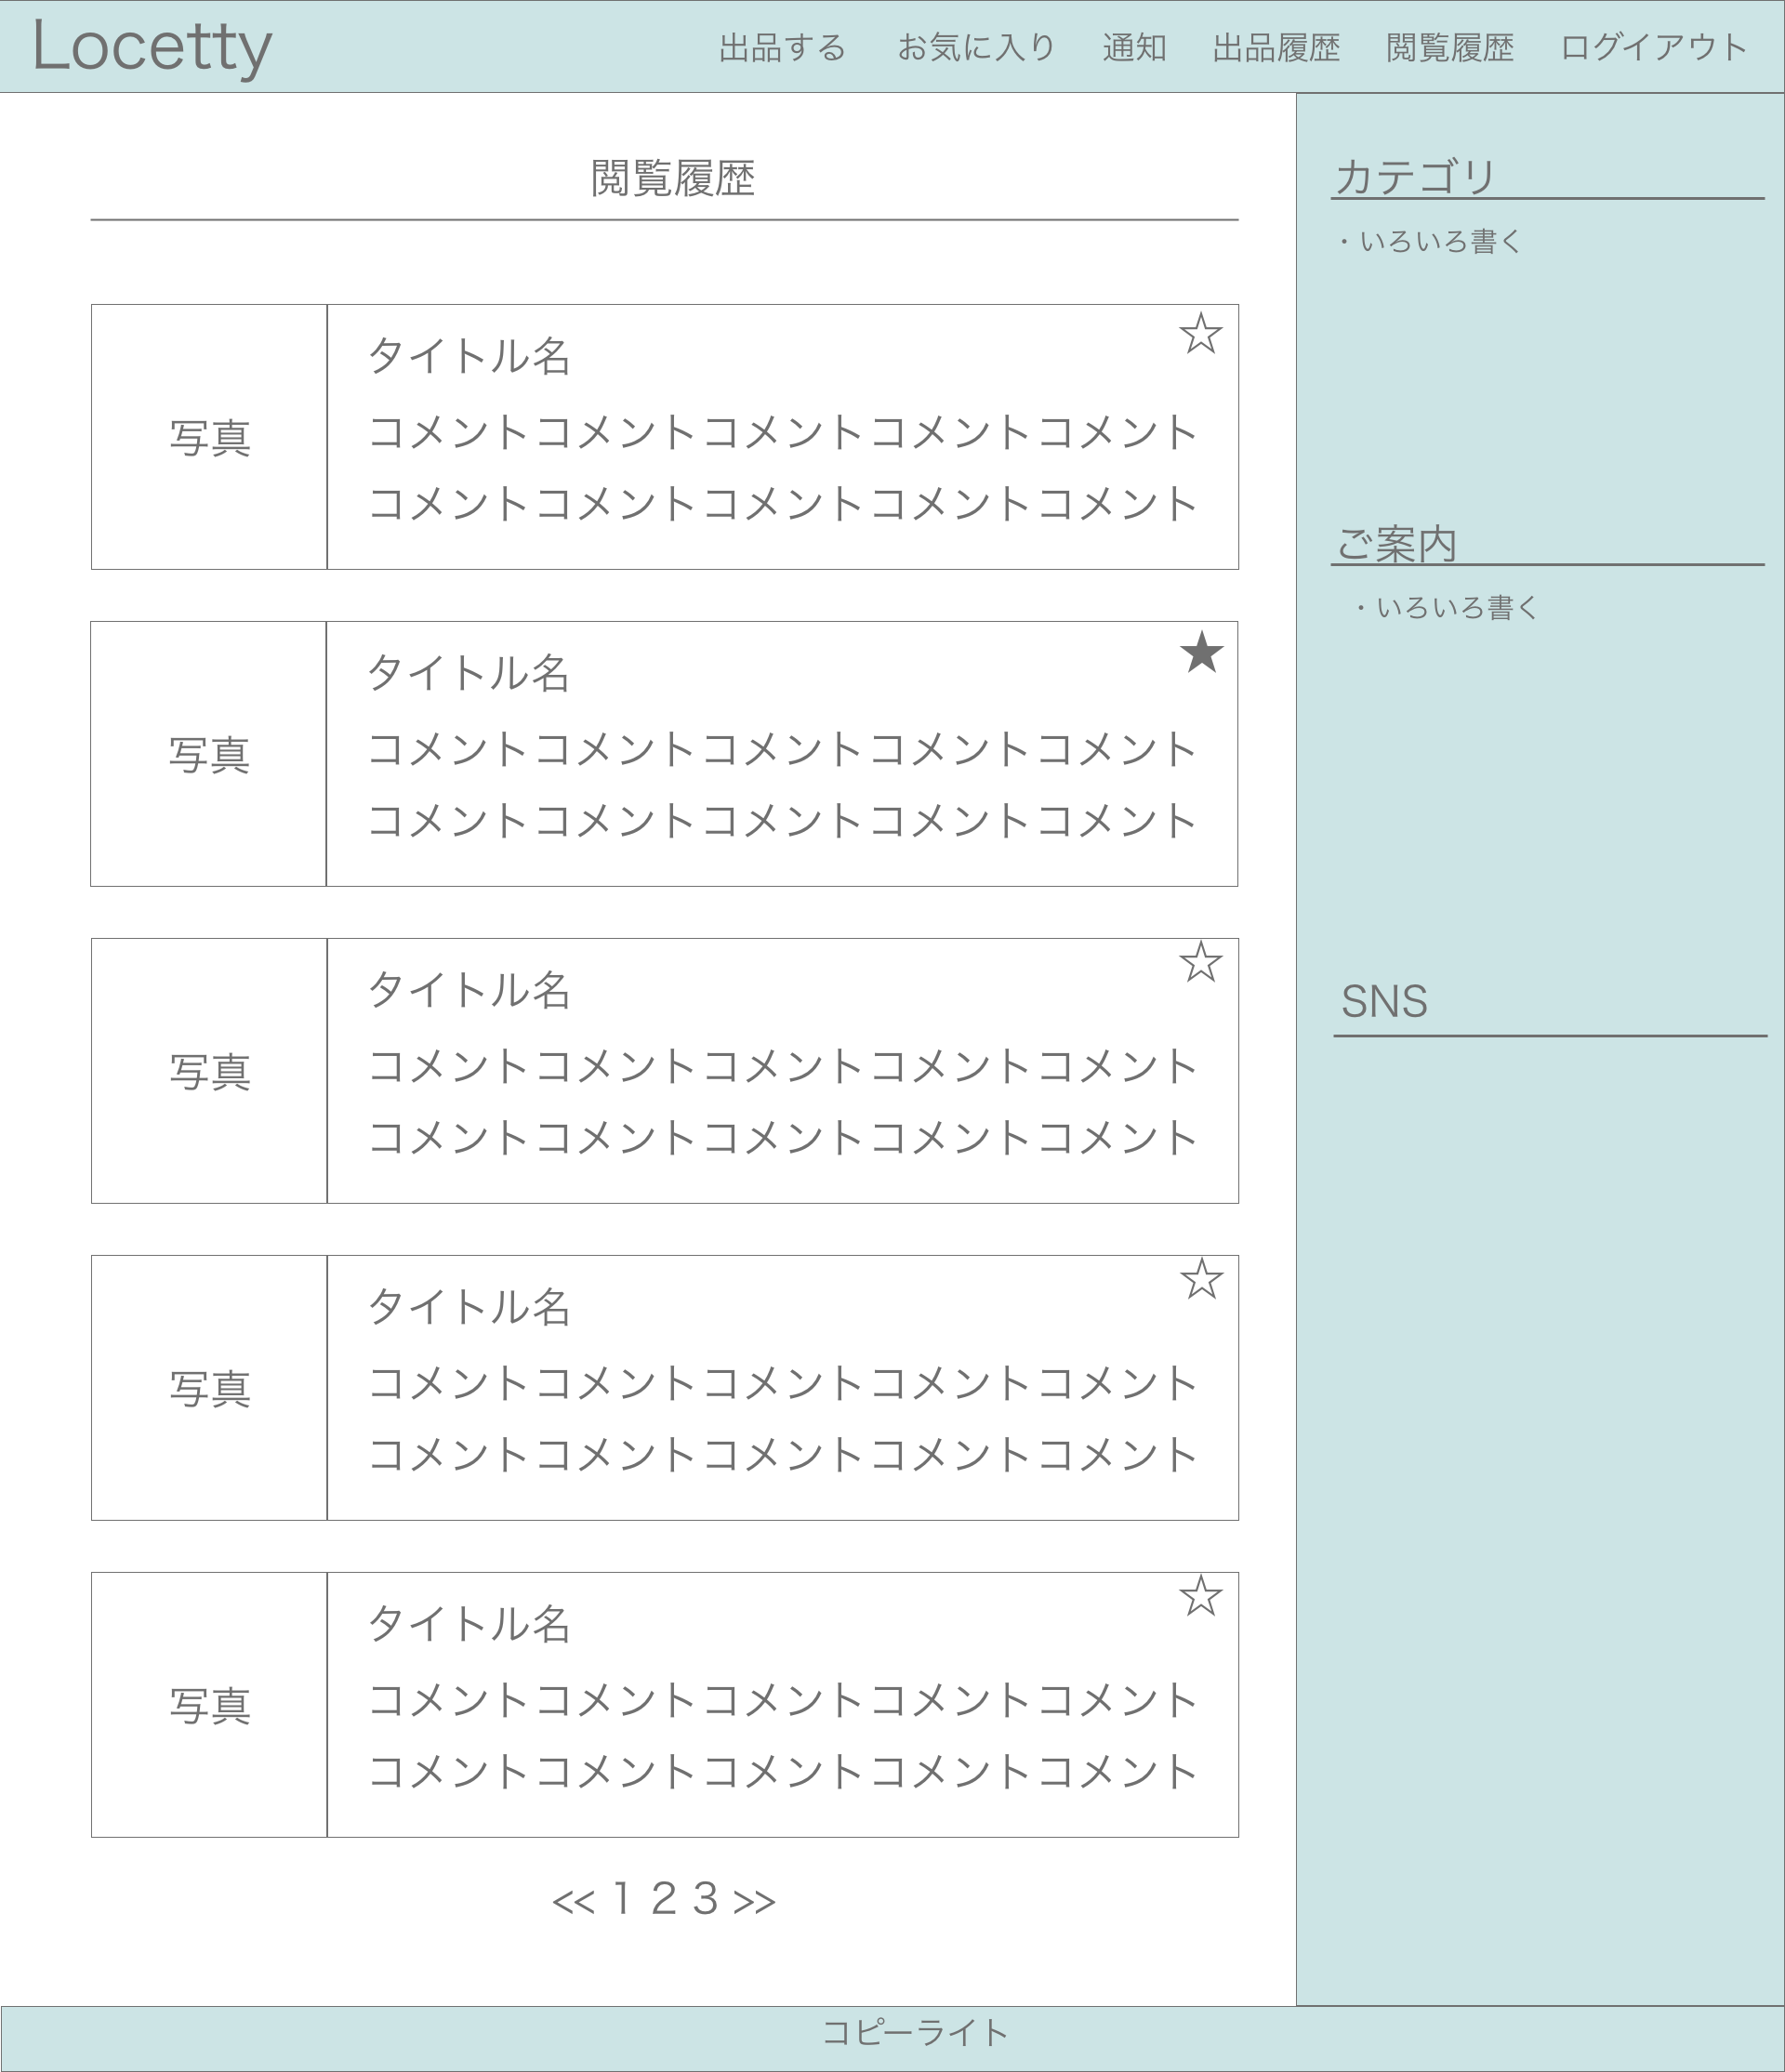 Locetty
出品する お気に入り 通知 出品履歴 閲覧履歴 ログイアウト
閲覧履歴
☆
タイトル名
写真
コメントコメントコメントコメントコメント
コメントコメントコメントコメントコメント
★
タイトル名
写真
コメントコメントコメントコメントコメント
コメントコメントコメントコメントコメント
☆
タイトル名
写真
コメントコメントコメントコメントコメント
コメントコメントコメントコメントコメント
☆
タイトル名
写真
コメントコメントコメントコメントコメント
コメントコメントコメントコメントコメント
☆
タイトル名
写真
コメントコメントコメントコメントコメント
コメントコメントコメントコメントコメント
<< 1 2 3 >>
カテゴリ
・いろいろ書く
ご案内
・いろいろ書く
SNS
コピーライト